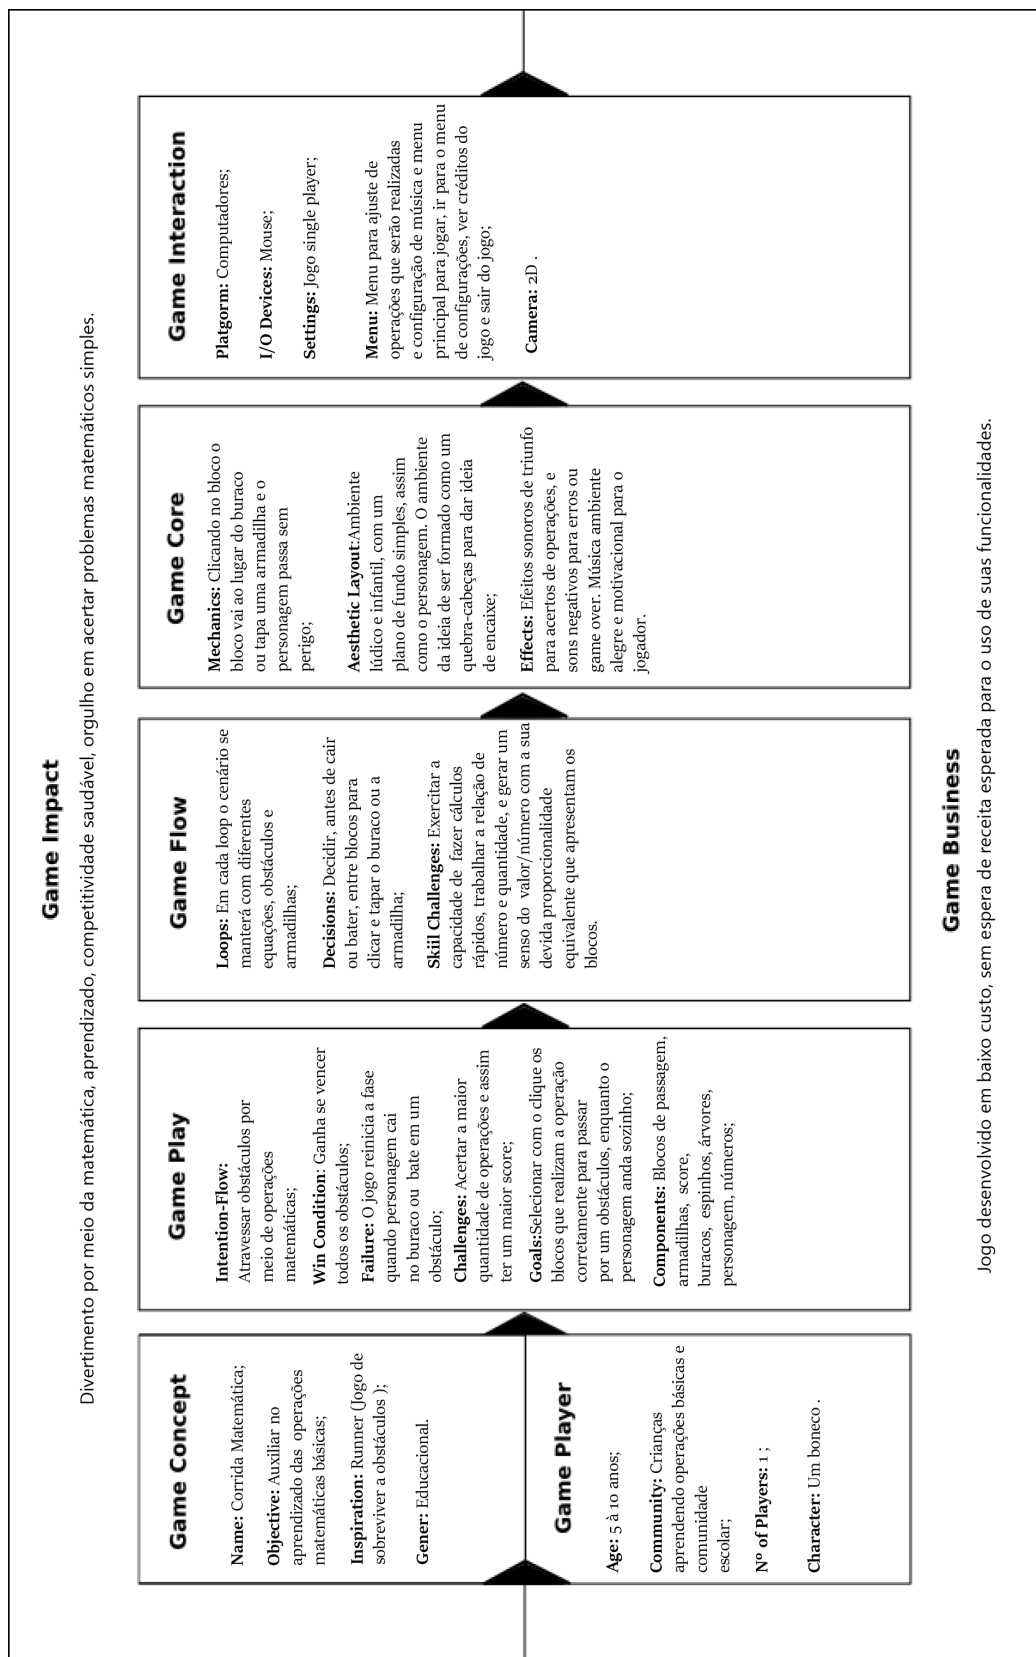 Game Impact
Divertimento por meio da matemática, aprendizado, competitividade saudável, orgulho em acertar problemas matemáticos simples.
Game Concept
Name: Corrida Matemática;
Objective: Auxiliar no
aprendizado das operações
matemáticas básicas;
Inspiration: Runner (Jogo de
sobreviver a obstáculos );
Gener: Educacional.
Game Player
Age: 5 à 10 anos;
Community: Crianças
aprendendo operações básicas e
comunidade
escolar;
Nº of Players: 1 ;
Character: Um boneco .
Game Play
Intention-Flow:
Atravessar obstáculos por
meio de operações
matemáticas;
Win Condition: Ganha se vencer
todos os obstáculos;
Failure: O jogo reinicia a fase
quando personagem cai
no buraco ou bate em um
obstáculo;
Challenges: Acertar a maior
quantidade de operações e assim
ter um maior score;
Goals:Selecionar com o clique os
blocos que realizam a operação
corretamente para passar
por um obstáculos, enquanto o
personagem anda sozinho;
Components: Blocos de passagem,
armadilhas, score,
buracos, espinhos, árvores,
personagem, números;
Game Flow
Loops: Em cada loop o cenário se
manterá com diferentes
equações, obstáculos e
armadilhas;
Decisions: Decidir, antes de cair
ou bater, entre blocos para
clicar e tapar o buraco ou a
armadilha;
Skiil Challenges: Exercitar a
capacidade de fazer cálculos
rápidos, trabalhar a relação de
número e quantidade, e gerar um
senso do valor/número com a sua
devida proporcionalidade
equivalente que apresentam os
blocos.
Game Core
Mechanics: Clicando no bloco o
bloco vai ao lugar do buraco
ou tapa uma armadilha e o
personagem passa sem
perigo;
Aesthetic Layout:Ambiente
lúdico e infantil, com um
plano de fundo simples, assim
como o personagem. O ambiente
da ideia de ser formado como um
quebra-cabeças para dar ideia
de encaixe;
Effects: Efeitos sonoros de triunfo
para acertos de operações, e
sons negativos para erros ou
game over. Música ambiente
alegre e motivacional para o
jogador.
Game Interaction
Platgorm: Computadores;
I/O Devices: Mouse;
Settings: Jogo single player;
Menu: Menu para ajuste de
operações que serão realizadas
e configuração de música e menu
principal para jogar, ir para o menu
de configurações, ver créditos do
jogo e sair do jogo;
Camera: 2D .
Game Business
Jogo desenvolvido em baixo custo, sem espera de receita esperada para o uso de suas funcionalidades.